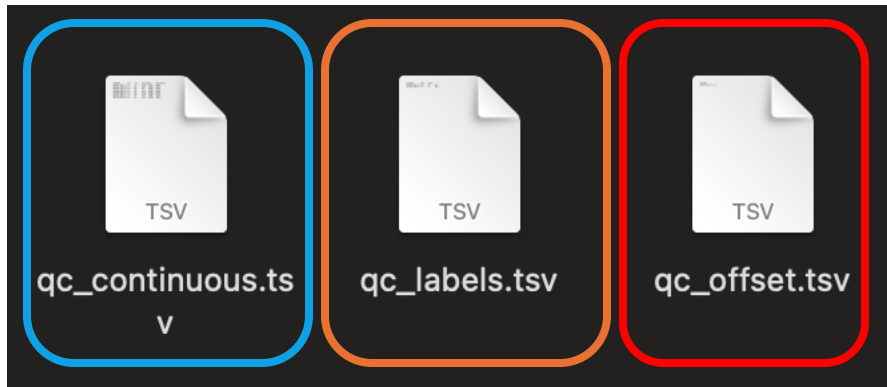 TSV
TSV
TSV
qc_continuous.ts
v
qc_labels.tsv
qc_offset.tsv